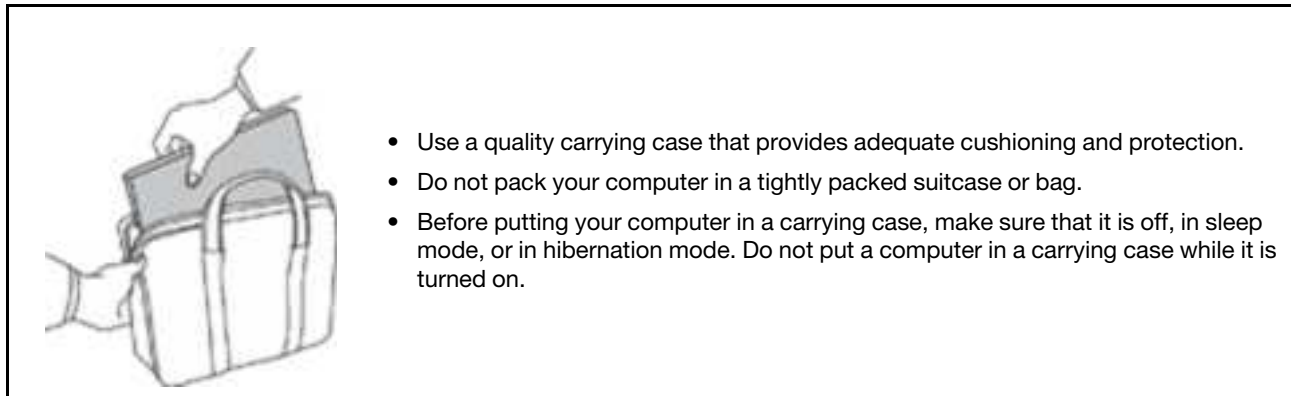 • Use a quality carrying case that provides adequate cushioning and protection.
• Do not pack your computer in a tightly packed suitcase or bag.
• Before putting your computer in a carrying case, make sure that it is off, in sleep
mode, or in hibernation mode. Do not put a computer in a carrying case while it is
turned on.